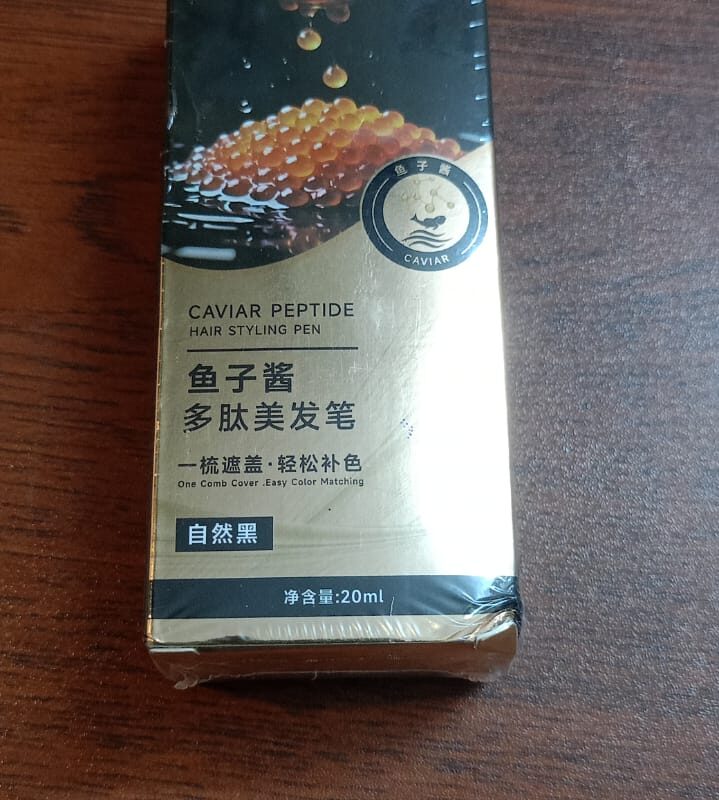 鱼子酱
CAVIAR
CAVIAR PEPTIDE
HAIR STYLING PEN
鱼子酱
多肽美发笔
一梳遮盖·轻松补色
One Comb Cover .Easy Color Matching
自然黑
净含量:20ml